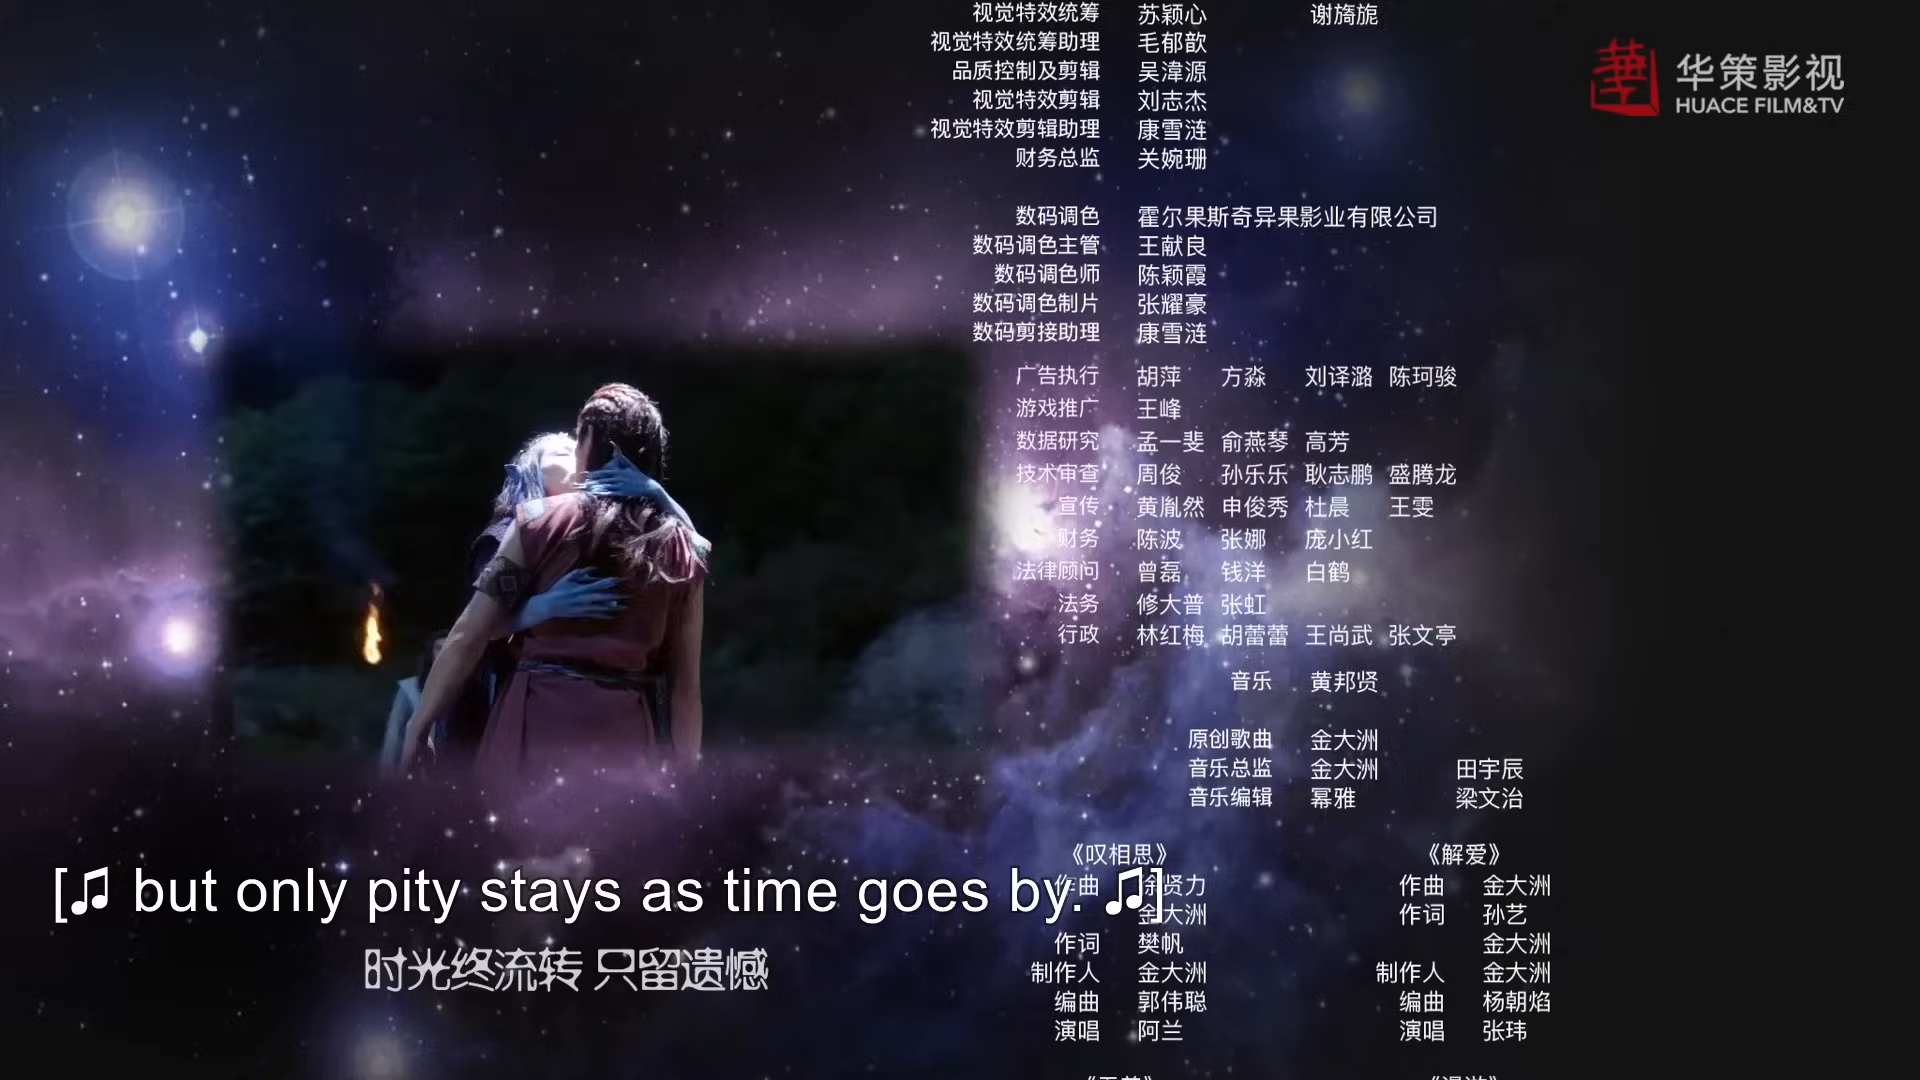 视觉特效统筹 苏颖心 谢旖旎
视觉特效统筹助理 毛郁歆
品质控制及剪辑 吴湋源
视觉特效剪辑 刘志杰
视觉特效剪辑助理 康雪涟
财务总监 关婉珊
华策影视
HUACE FILM&TV
数码调色 霍尔果斯奇异果影业有限公司
数码调色主管 王献良
数码调色师 陈颖霞
数码调色制片 张耀豪
数码剪接助理 康雪涟
广告执行 胡萍 方淼 刘译潞 陈珂骏
游戏推广 王峰
数据研究 孟一斐 俞燕琴 高芳
技术审查 周俊 孙乐乐 耿志鹏 盛腾龙
宣传 黄胤然 申俊秀 杜晨 王雯
财务 陈波 张娜 庞小红
法律顾问 曾磊 钱洋 白鹤
法务 修大普 张虹
行政 林红梅 胡蕾蕾 王尚武 张文亭
音乐 黄邦贤
原创歌曲 金大洲
音乐总监 金大洲 田宇辰
音乐编辑 幂雅 梁文治
《叹相思》 《解爱》
作曲 徐贤力 作曲 金大洲
金大洲 作词 孙艺
[♫ but only pity stays as time goes by. ♫]
作词 樊帆 金大洲
时光终流转 只留遗憾
制作人 金大洲 制作人 金大洲
编曲 郭伟聪 编曲 杨朝焰
演唱 阿兰 演唱 张玮